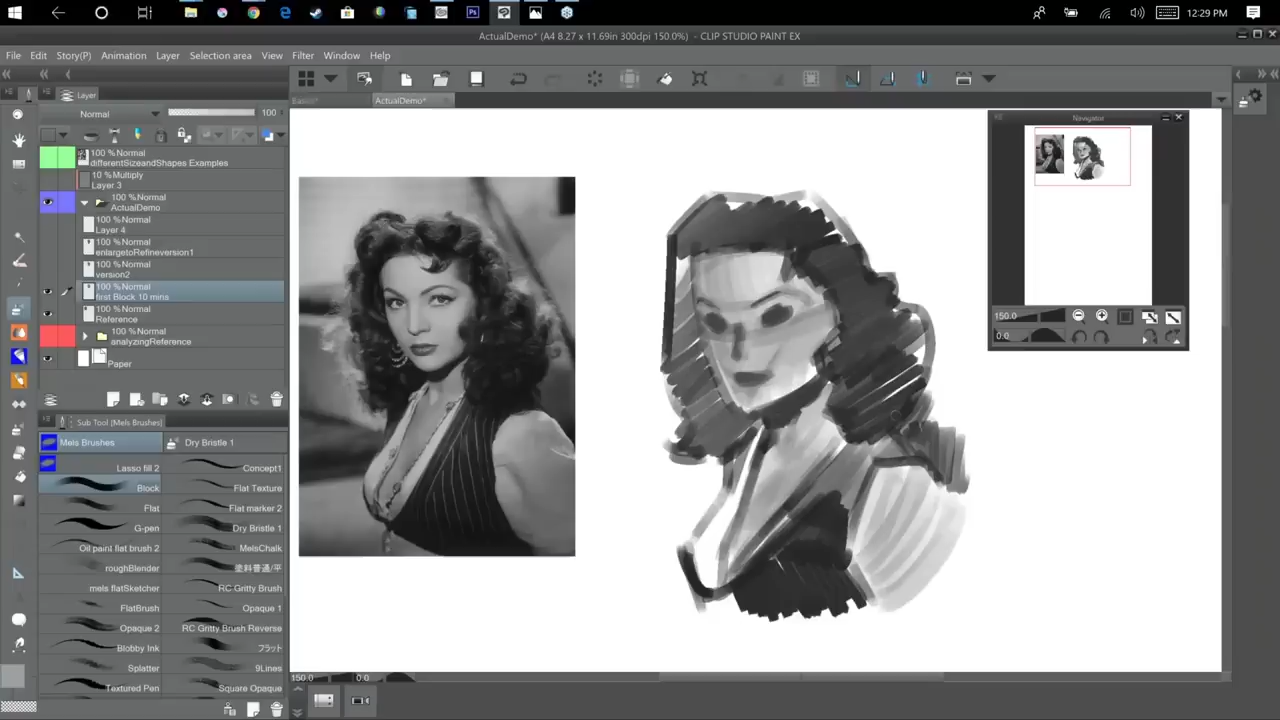 12:29 PM
ActualDemo* (A4 8.27 x 11.69in 300dpi 150.0%) - CLIP STUDIO PAINT EX
File Edit Story(P) Animation Layer Selection area View Filter Window Help
ActualDemo*
Layer
Normal 100
100 %Normal
differentSizeandShapes Examples
10 %Multiply
Layer 3
100 %Normal
ActualDemo
100 %Normal
Layer 4
100 %Normal
enlargetoRefineversion1
100 %Normal
version2
100 %Normal
first Block 10 mins
100 %Normal
Reference
100 %Normal
analyzingReference
Paper
Sub Tool [Mels Brushes]
Mels Brushes Dry Bristle 1
Lasso fill 2 Concept1
Block Flat Texture
Flat Flat marker 2
G-pen Dry Bristle 1
Oil paint flat brush 2 MelsChalk
roughBlender 塗料普通/平
mels flatSketcher RC Gritty Brush
FlatBrush Opaque 1
Opaque 2 RC Gritty Brush Reverse
Blobby Ink フラット
Splatter 9Lines
Textured Pen Square Opaque
Navigator
150.0
0.0
150.0 0.0
Ps